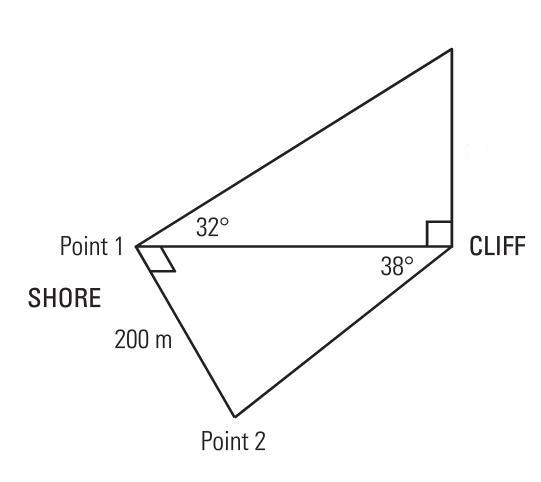 32°
Point 1
CLIFF
38°
SHORE
200 m
Point 2